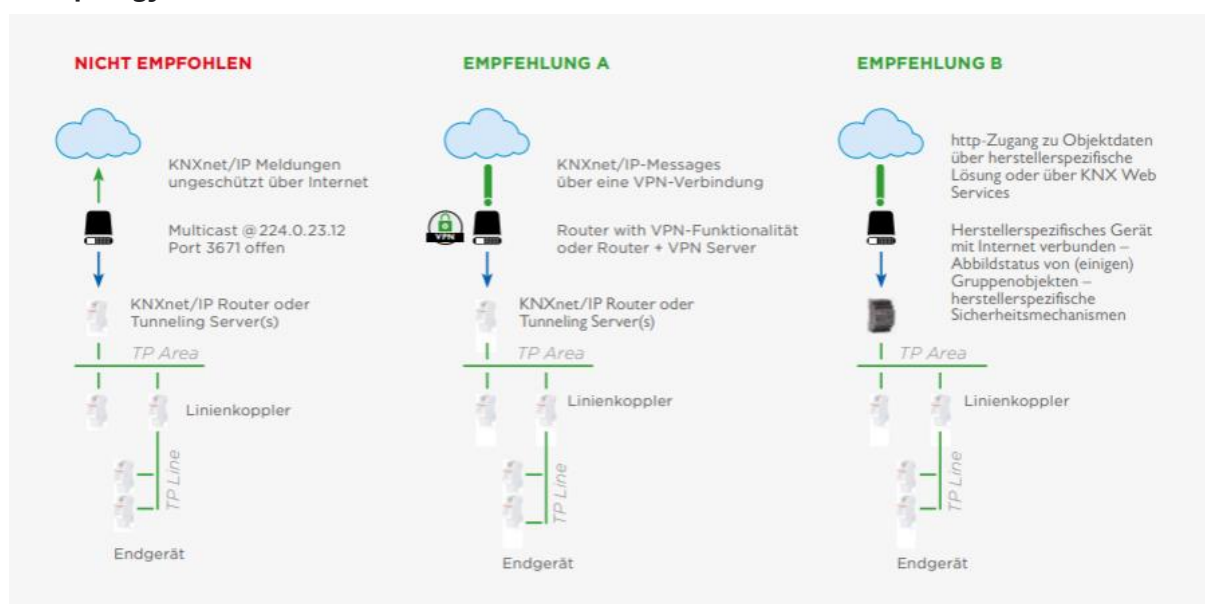 NICHT EMPFOHLEN
KNXnet/IP Meldungen
ungeschützt über Internet
Multicast @ 224.0.23.12
Port 3671 offen
KNXnet/IP Router oder
Tunneling Server(s)
TP Area
Linienkoppler
TP Line
Endgerät
EMPFEHLUNG A
KNXnet/IP-Messages
über eine VPN-Verbindung
VPN
Router with VPN-Funktionalität
oder Router + VPN Server
KNXnet/IP Router oder
Tunneling Server(s)
TP Area
Linienkoppler
TP Line
Endgerät
EMPFEHLUNG B
http-Zugang zu Objektdaten
über herstellerspezifische
Lösung oder über KNX Web
Services
Herstellerspezifisches Gerät
mit Internet verbunden –
Abbildstatus von (einigen)
Gruppenobjekten –
herstellerspezifische
Sicherheitsmechanismen
TP Area
Linienkoppler
TP Line
Endgerät